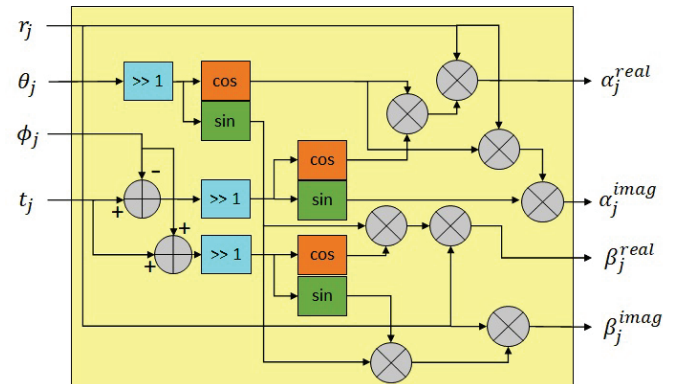 r_j
θ_j
>> 1
cos
α_j^{real}
sin
ϕ_j
cos
-
t_j
+
>> 1
sin
α_j^{imag}
+
+
>> 1
cos
β_j^{real}
sin
β_j^{imag}